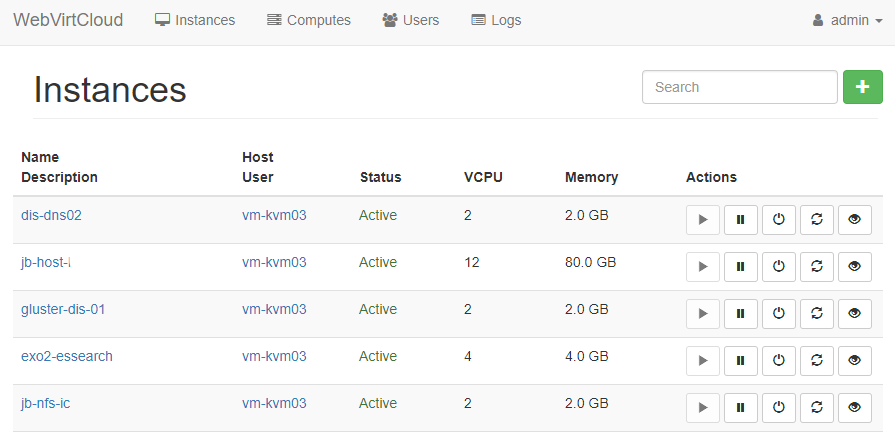 WebVirtCloud Instances Computes Users Logs admin
Instances Search
Name Host
Description User Status VCPU Memory Actions
dis-dns02 vm-kvm03 Active 2 2.0 GB
jb-host- vm-kvm03 Active 12 80.0 GB
gluster-dis-01 vm-kvm03 Active 2 2.0 GB
exo2-essearch vm-kvm03 Active 4 4.0 GB
jb-nfs-ic vm-kvm03 Active 2 2.0 GB